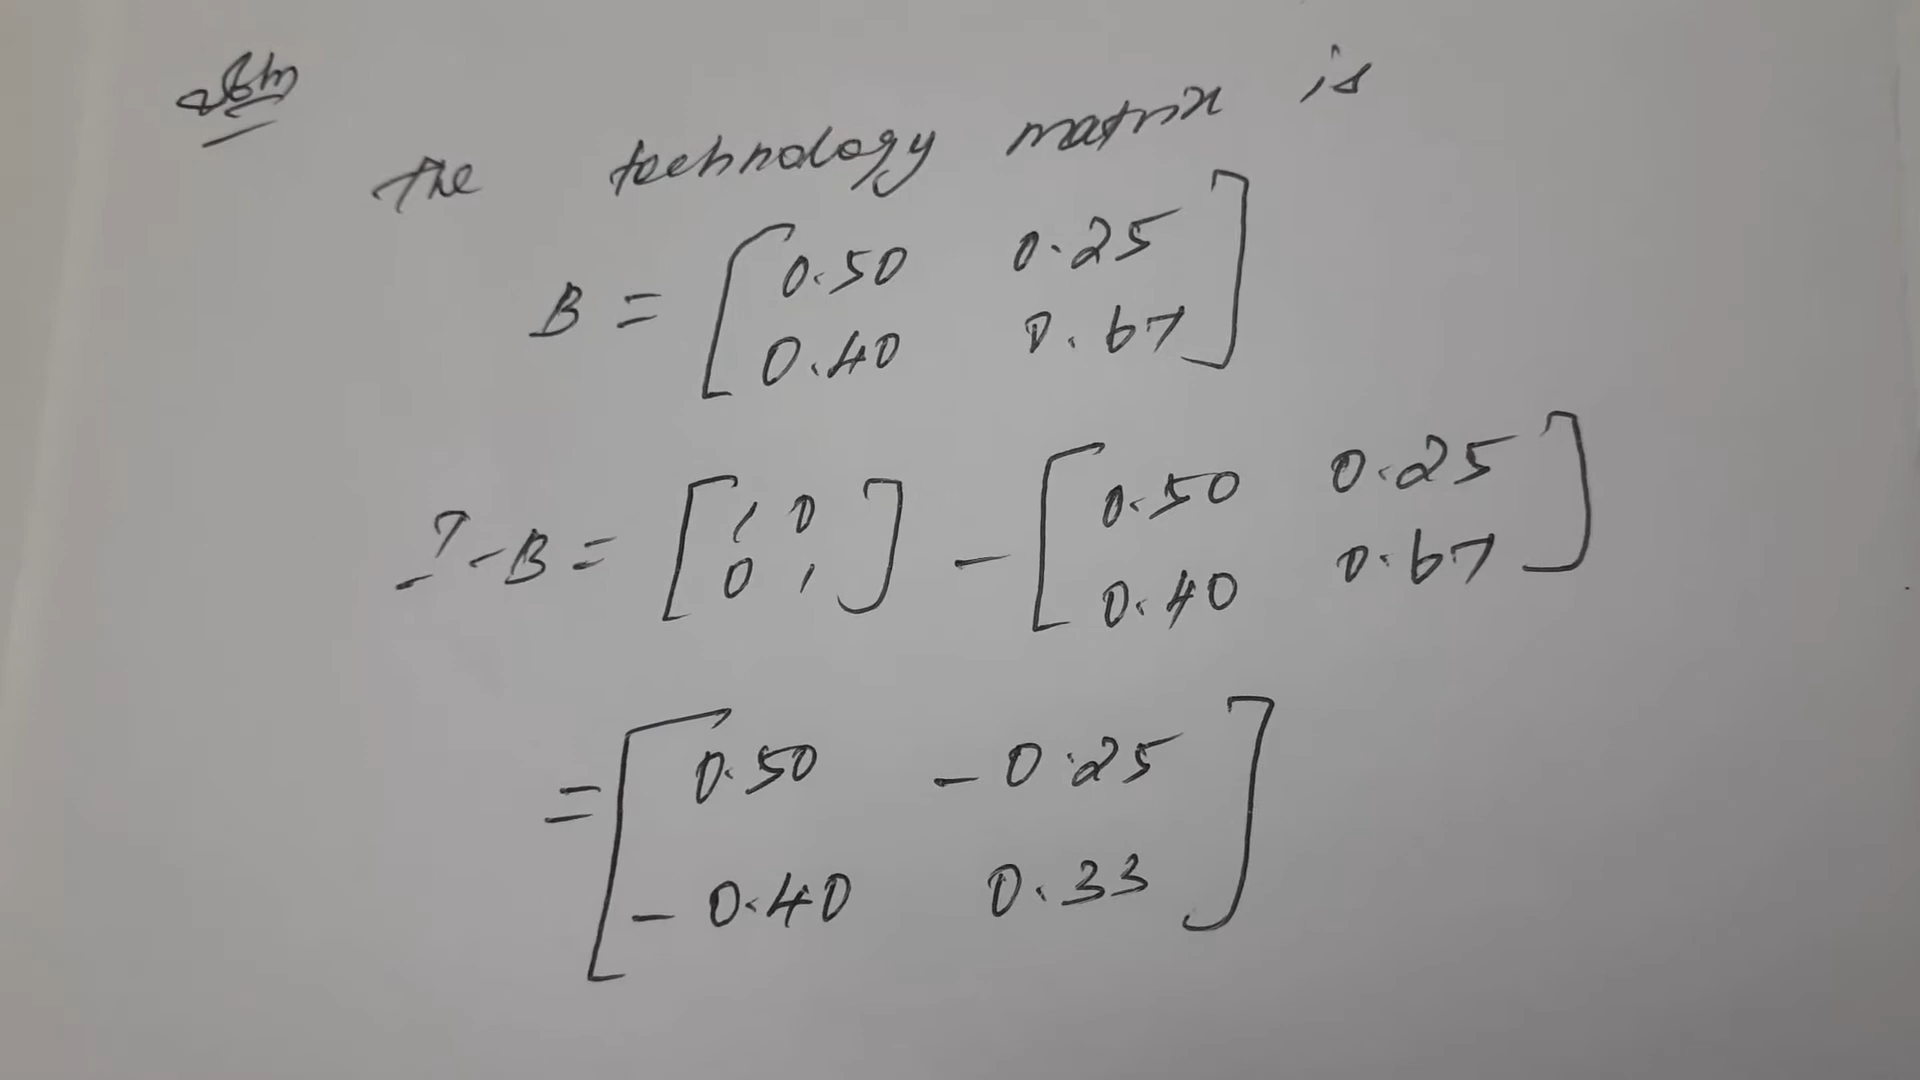 Soln
The technology matrix is
B = [0.50 0.25
0.40 0.67]
I - B = [1 0
0 1] - [0.50 0.25
0.40 0.67]
= [0.50 -0.25
-0.40 0.33]